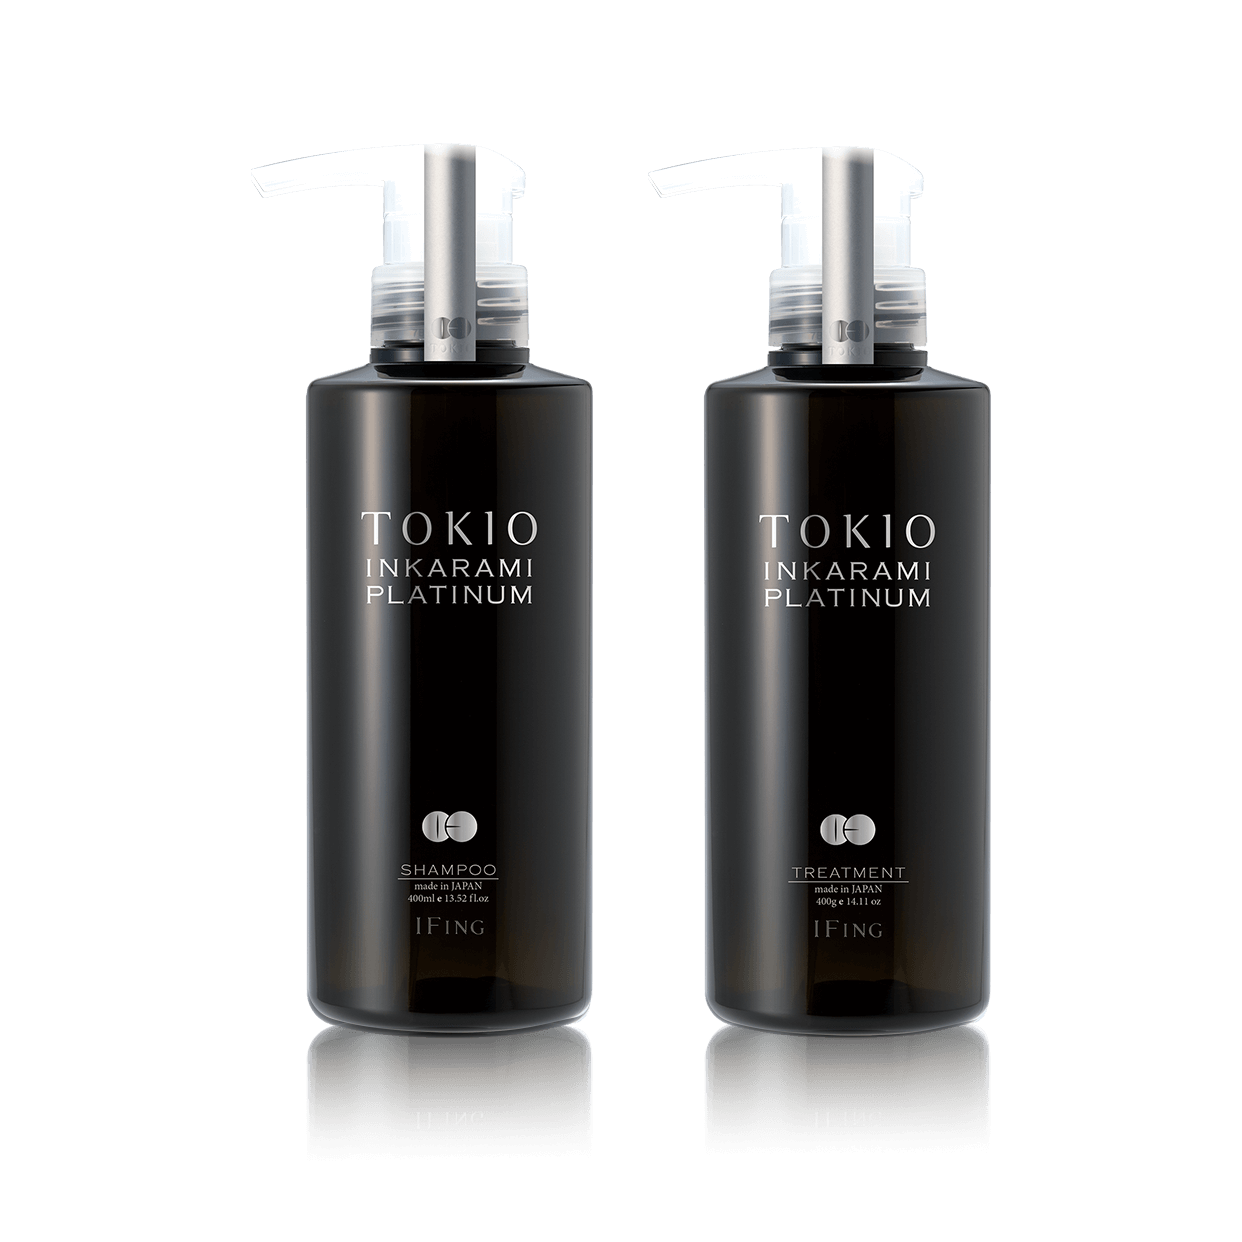 TOKIO
INKARAMI
PLATINUM
SHAMPOO
made in JAPAN
400ml e 13.52 fl.oz
IFING
TOKIO
INKARAMI
PLATINUM
TREATMENT
made in JAPAN
400g e 14.11 oz
IFING